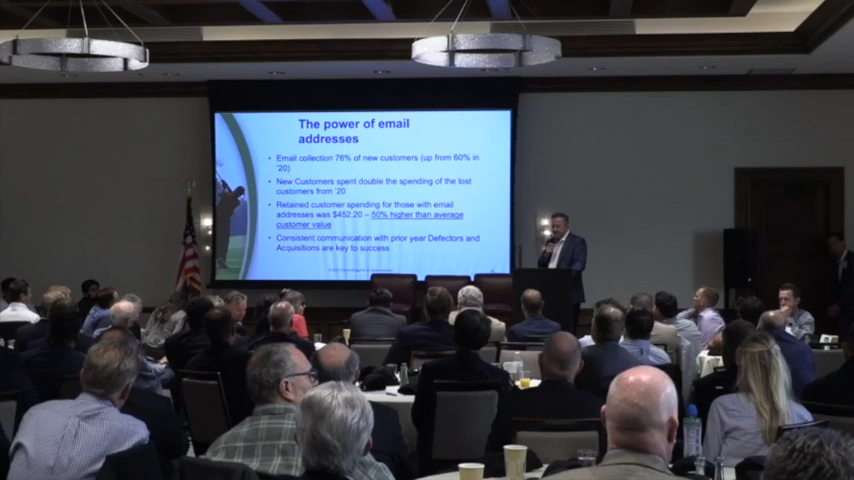 The power of email
addresses
• Email collection 76% of new customers (up from 60% in
'20)
• New Customers spent double the spending of the lost
customers from '20
• Retained customer spending for those with email
addresses was $452.20 – 50% higher than average
customer value
• Consistent communication with prior year Defectors and
Acquisitions are key to success